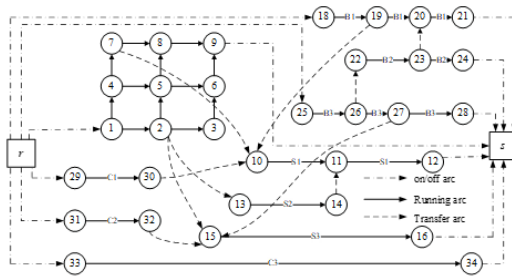 18 B1 19 B1 20 B1 21
7 8 9
22 B2 23 B2 24
4 5 6
25 B3 26 B3 27 B3 28
1 2 3
r
s
10 S1 11 S1 12
29 C1 30
on/off arc
13 S2 14
Running arc
31 C2 32
Transfer arc
15 S3 16
33 C3 34